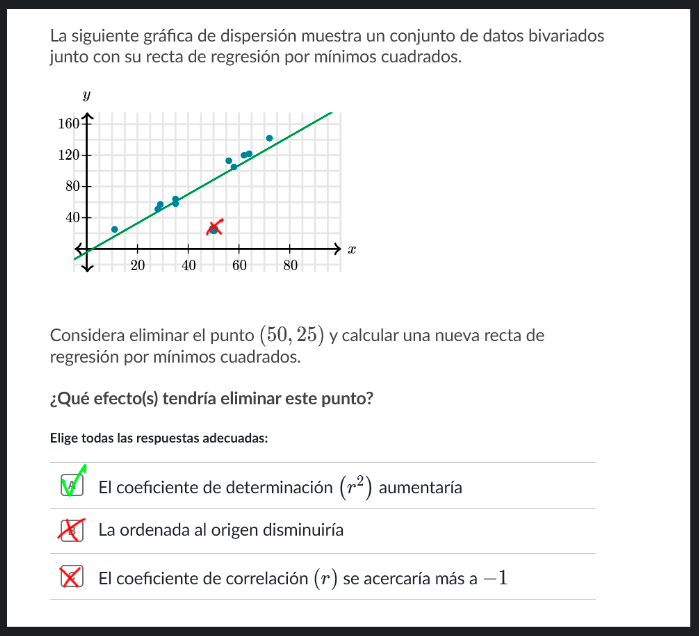 La siguiente gráfica de dispersión muestra un conjunto de datos bivariados
junto con su recta de regresión por mínimos cuadrados.
y
160
120
80
40
20 40 60 80
x
Considera eliminar el punto (50, 25) y calcular una nueva recta de
regresión por mínimos cuadrados.
¿Qué efecto(s) tendría eliminar este punto?
Elige todas las respuestas adecuadas:
El coeficiente de determinación (r²) aumentaría
La ordenada al origen disminuiría
El coeficiente de correlación (r) se acercaría más a −1